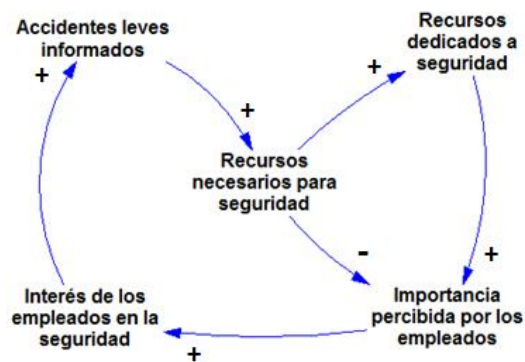 Accidentes leves
informados
+
+
Recursos
dedicados a
seguridad
+
Recursos
necesarios para
seguridad
-
+
Interés de los
empleados en la
seguridad
+
Importancia
percibida por los
empleados